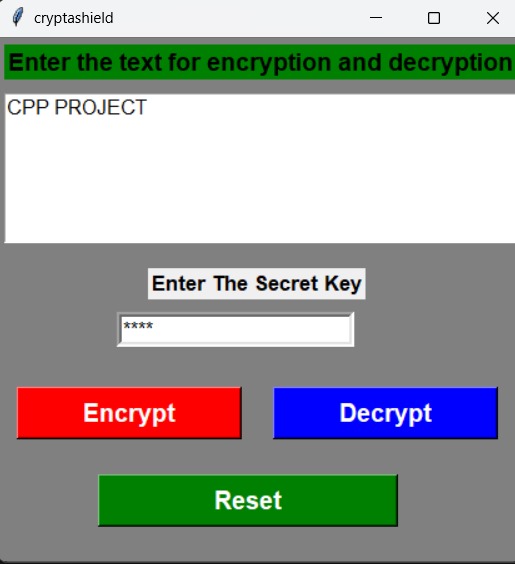 cryptashield
Enter the text for encryption and decryption
CPP PROJECT
Enter The Secret Key
****
Encrypt
Decrypt
Reset